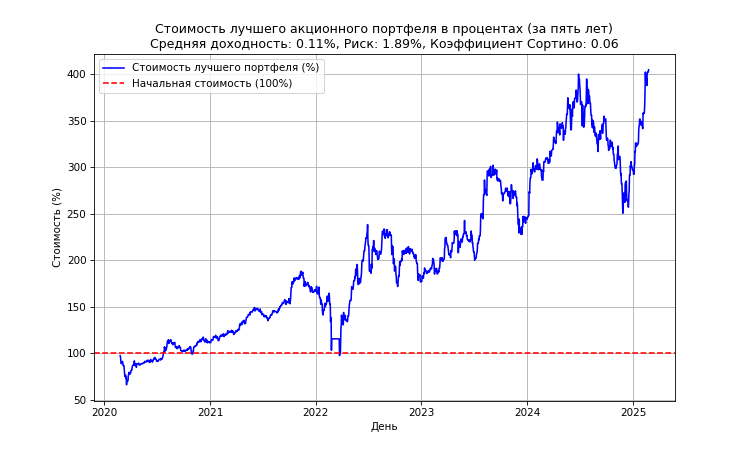 Стоимость лучшего акционного портфеля в процентах (за пять лет)
Средняя доходность: 0.11%, Риск: 1.89%, Коэффициент Сортино: 0.06
Стоимость лучшего портфеля (%)
Начальная стоимость (100%)
Стоимость (%)
400
350
300
250
200
150
100
50
2020 2021 2022 2023 2024 2025
День